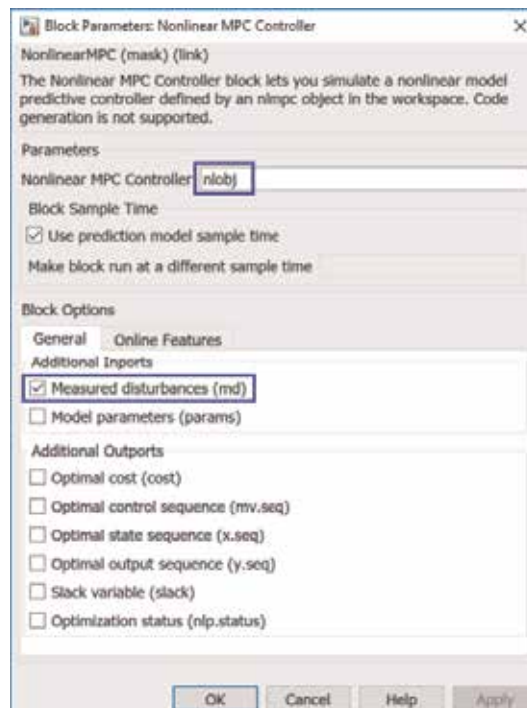 Block Parameters: Nonlinear MPC Controller
NonlinearMPC (mask) (link)
The Nonlinear MPC Controller block lets you simulate a nonlinear model
predictive controller defined by an nlmpc object in the workspace. Code
generation is not supported.
Parameters
Nonlinear MPC Controller nlobj
Block Sample Time
Use prediction model sample time
Make block run at a different sample time
Block Options
General Online Features
Additional Inports
Measured disturbances (md)
Model parameters (params)
Additional Outports
Optimal cost (cost)
Optimal control sequence (mv.seq)
Optimal state sequence (x.seq)
Optimal output sequence (y.seq)
Slack variable (slack)
Optimization status (nlp.status)
OK Cancel Help Apply